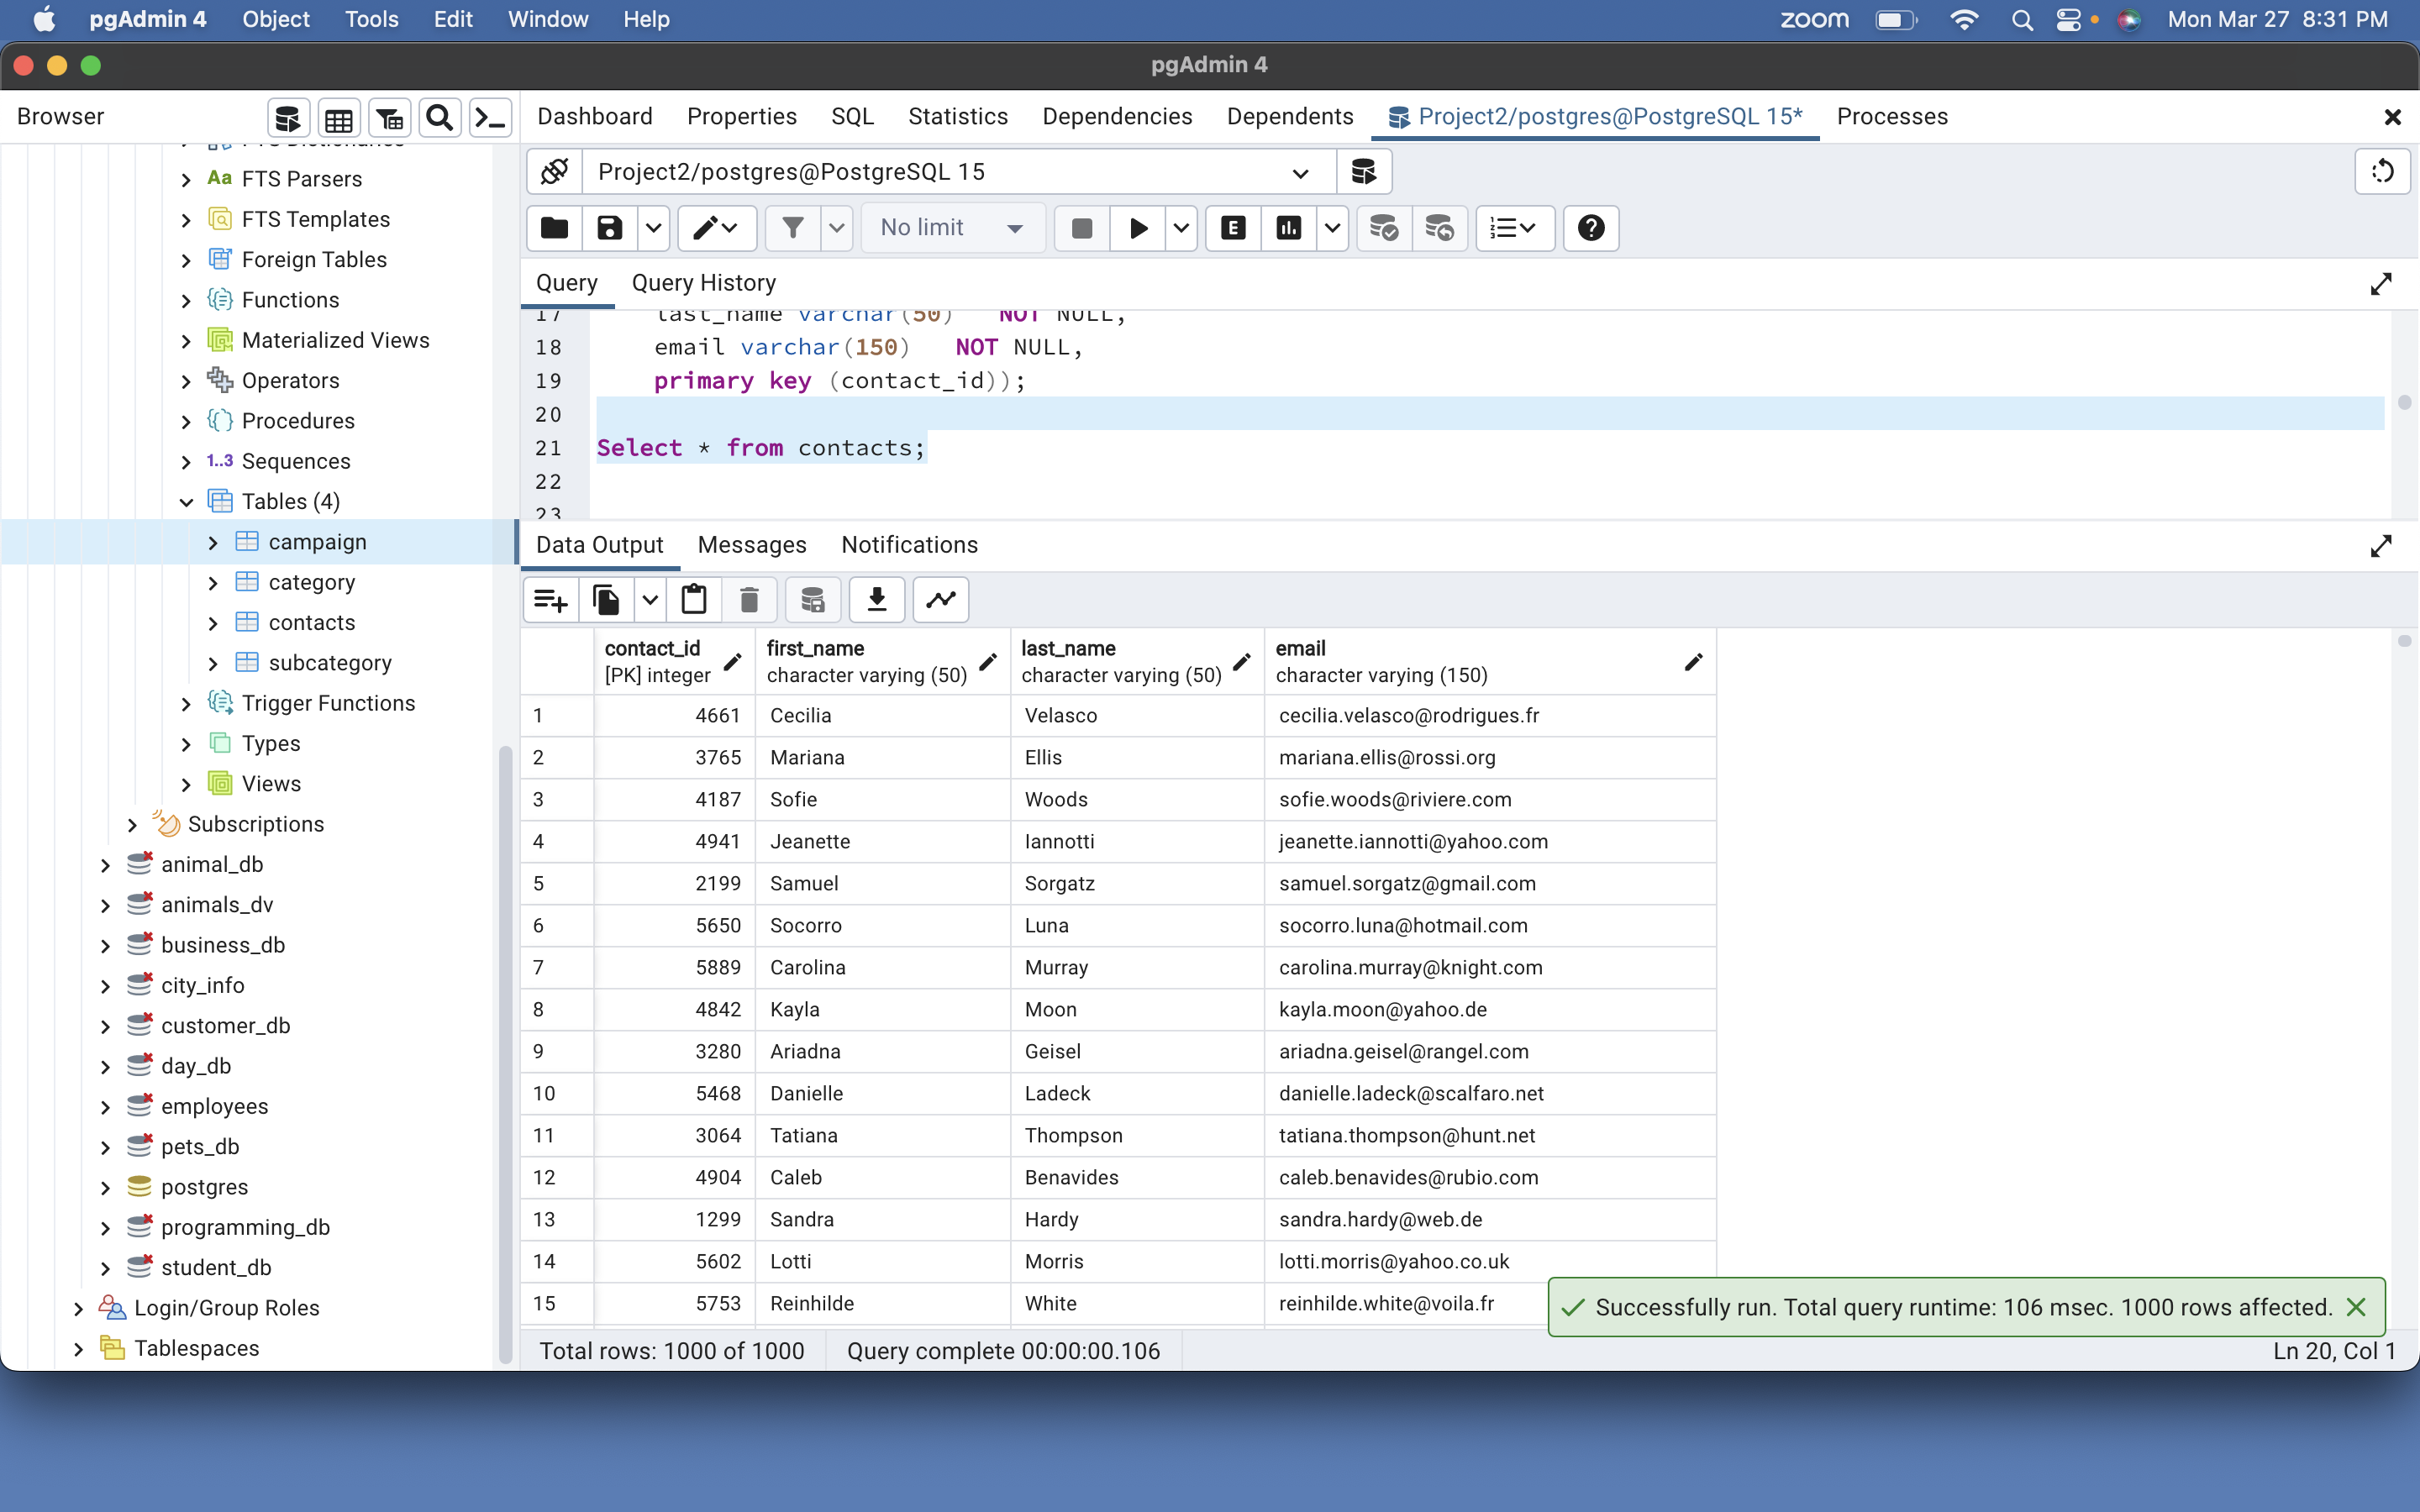 pgAdmin 4 Object Tools Edit Window Help zoom Mon Mar 27 8:31 PM
pgAdmin 4
Browser
Dashboard Properties SQL Statistics Dependencies Dependents Project2/postgres@PostgreSQL 15* Processes
FTS Dictionaries
Aa FTS Parsers
FTS Templates
Foreign Tables
Functions
Materialized Views
Operators
Procedures
1..3 Sequences
Tables (4)
campaign
category
contacts
subcategory
Trigger Functions
Types
Views
Subscriptions
animal_db
animals_dv
business_db
city_info
customer_db
day_db
employees
pets_db
postgres
programming_db
student_db
Login/Group Roles
Tablespaces
Project2/postgres@PostgreSQL 15
No limit
E
Query Query History
17 last_name varchar(50) NOT NULL,
18 email varchar(150) NOT NULL,
19 primary key (contact_id));
20
21 Select * from contacts;
22
23
Data Output Messages Notifications
contact_id first_name last_name email
[PK] integer character varying (50) character varying (50) character varying (150)
1 4661 Cecilia Velasco cecilia.velasco@rodrigues.fr
2 3765 Mariana Ellis mariana.ellis@rossi.org
3 4187 Sofie Woods sofie.woods@riviere.com
4 4941 Jeanette Iannotti jeanette.iannotti@yahoo.com
5 2199 Samuel Sorgatz samuel.sorgatz@gmail.com
6 5650 Socorro Luna socorro.luna@hotmail.com
7 5889 Carolina Murray carolina.murray@knight.com
8 4842 Kayla Moon kayla.moon@yahoo.de
9 3280 Ariadna Geisel ariadna.geisel@rangel.com
10 5468 Danielle Ladeck danielle.ladeck@scalfaro.net
11 3064 Tatiana Thompson tatiana.thompson@hunt.net
12 4904 Caleb Benavides caleb.benavides@rubio.com
13 1299 Sandra Hardy sandra.hardy@web.de
14 5602 Lotti Morris lotti.morris@yahoo.co.uk
15 5753 Reinhilde White reinhilde.white@voila.fr
Successfully run. Total query runtime: 106 msec. 1000 rows affected.
Total rows: 1000 of 1000 Query complete 00:00:00.106 Ln 20, Col 1